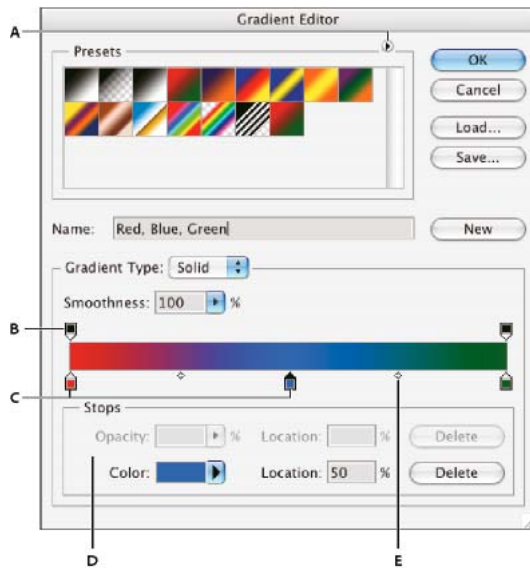 Gradient Editor
A
Presets
OK
Cancel
Load...
Save...
Name: Red, Blue, Green
New
Gradient Type: Solid
Smoothness: 100 %
B
C
Stops
Opacity: % Location: % Delete
Color: Location: 50 % Delete
D E